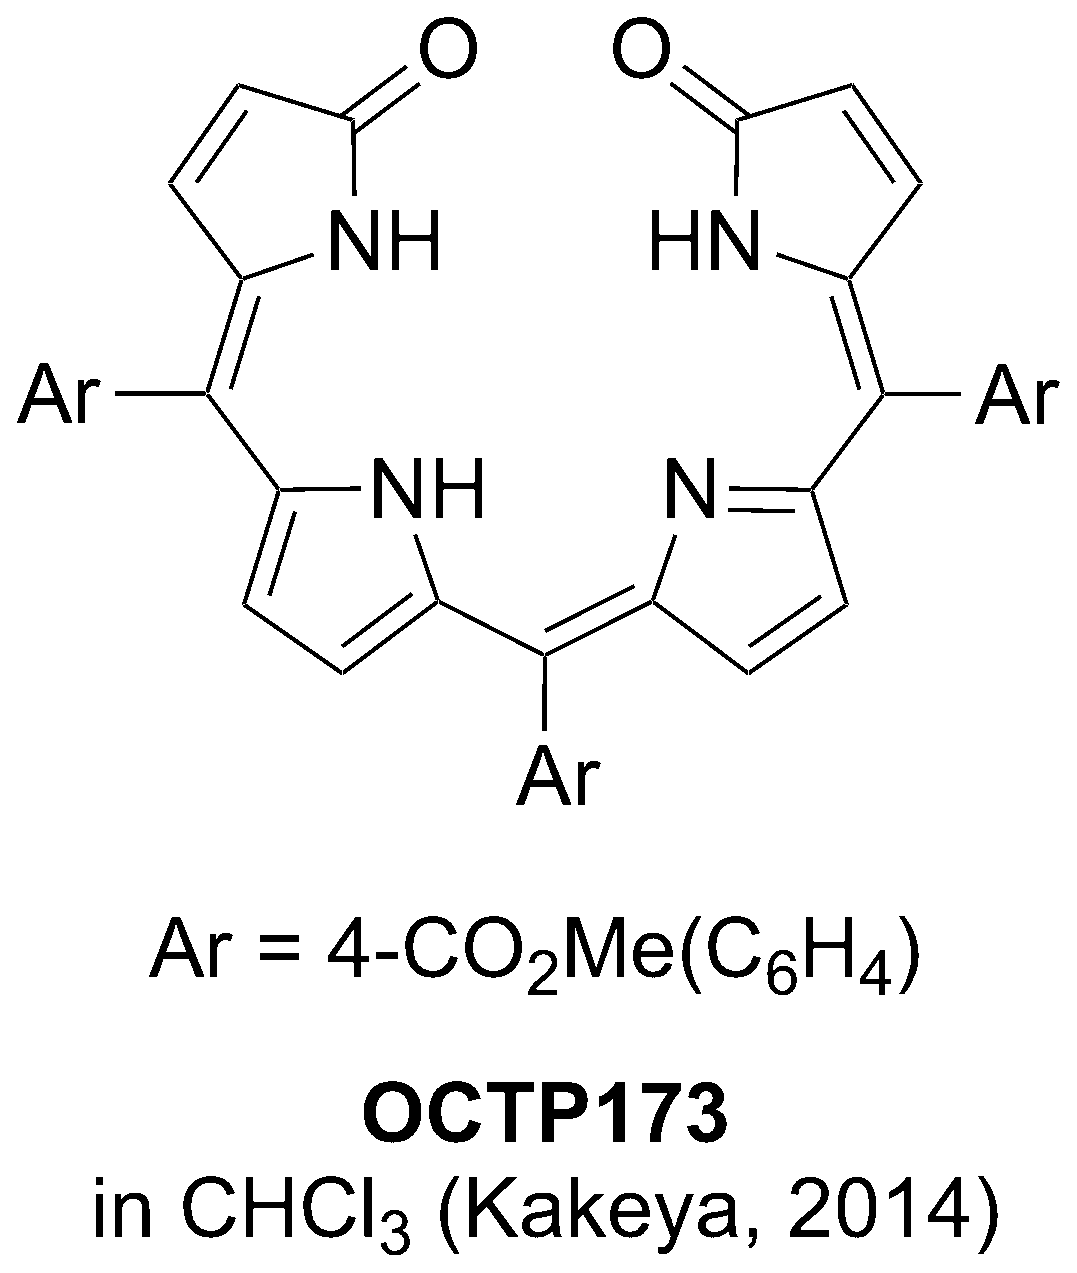 O O
NH HN
Ar Ar
NH N
Ar
Ar = 4-CO₂Me(C₆H₄)
OCTP173
in CHCl₃ (Kakeya, 2014)